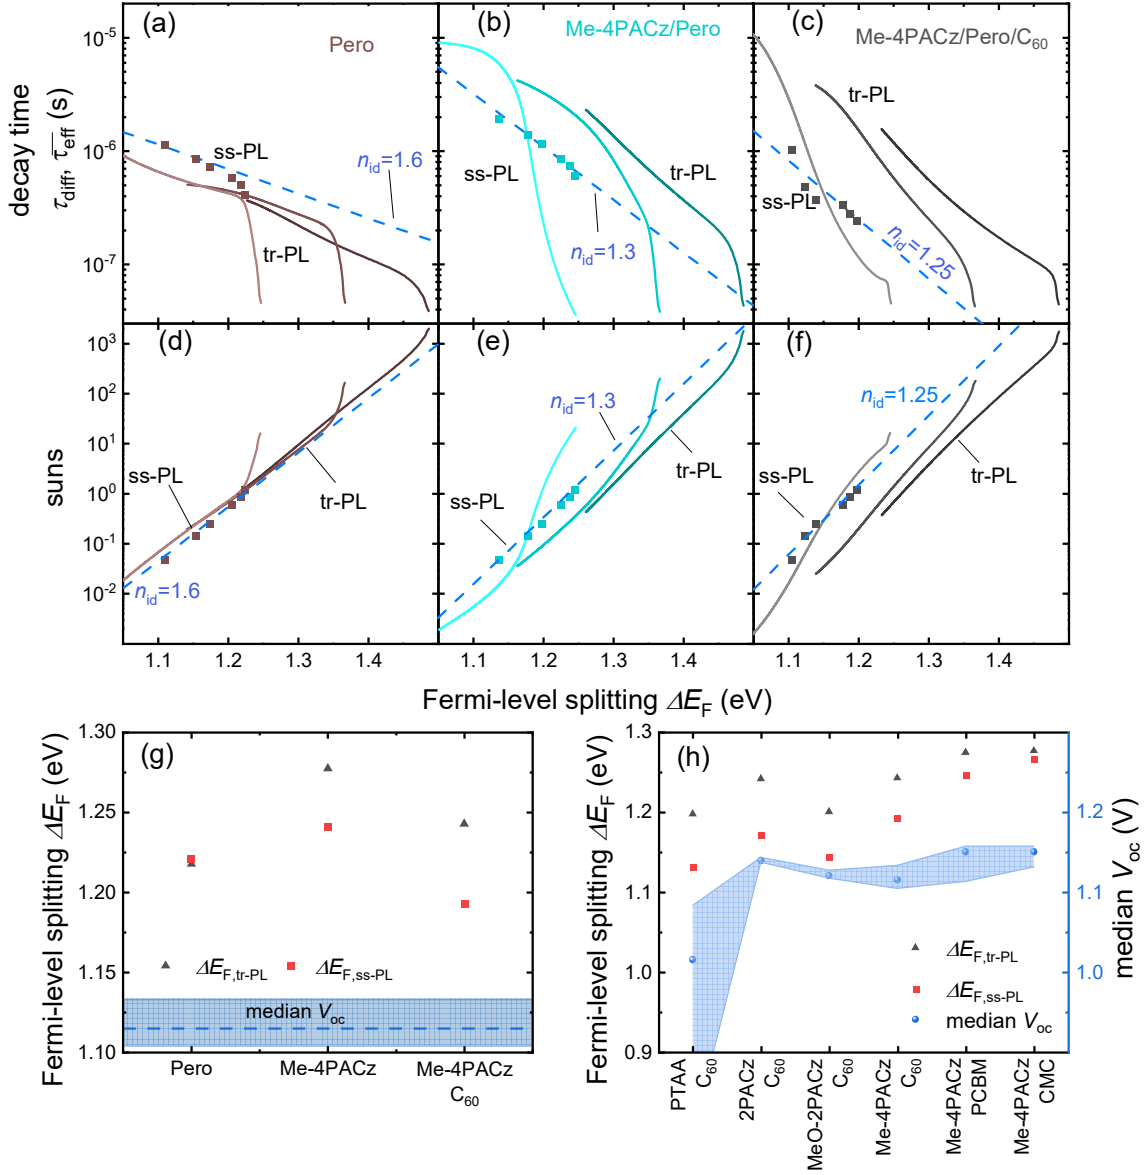 (a)
Pero
(b)
Me-4PACz/Pero
(c)
Me-4PACz/Pero/C60
decay time
τdiff, τeff (s)
10-5
10-6
10-7
ss-PL
nid=1.6
tr-PL
ss-PL
tr-PL
nid=1.3
tr-PL
ss-PL
nid=1.25
(d)
(e)
(f)
suns
103
102
101
100
10-1
10-2
ss-PL
tr-PL
nid=1.6
nid=1.3
ss-PL
tr-PL
nid=1.25
ss-PL
tr-PL
1.1 1.2 1.3 1.4
1.1 1.2 1.3 1.4
1.1 1.2 1.3 1.4
Fermi-level splitting ΔEF (eV)
(g)
Fermi-level splitting ΔEF (eV)
1.30
1.25
1.20
1.15
1.10
ΔEF,tr-PL
ΔEF,ss-PL
median Voc
Pero
Me-4PACz
Me-4PACz
C60
(h)
Fermi-level splitting ΔEF (eV)
1.3
1.2
1.1
1.0
0.9
ΔEF,tr-PL
ΔEF,ss-PL
median Voc
1.2
1.1
1.0
median Voc (V)
PTAA
C60
2PACz
C60
MeO-2PACz
C60
Me-4PACz
C60
Me-4PACz
PCBM
Me-4PACz
CMC